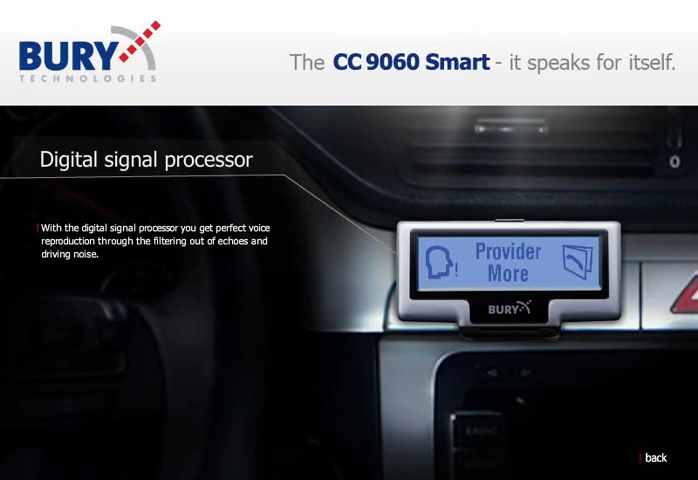 BURY
TECHNOLOGIES
The CC 9060 Smart - it speaks for itself.
Digital signal processor
With the digital signal processor you get perfect voice
reproduction through the filtering out of echoes and
driving noise.
Provider
More
BURY
RADIO
back